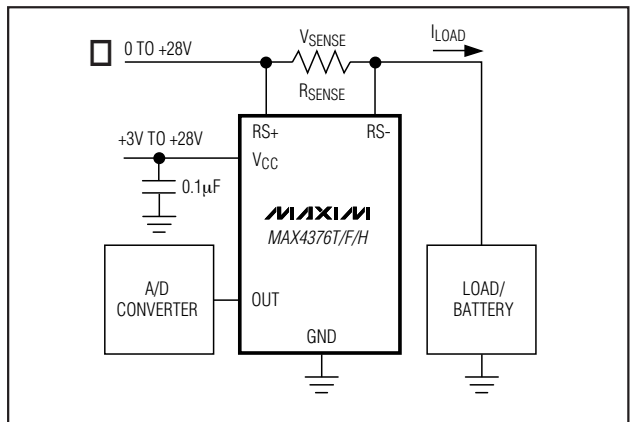 0 TO +28V
VSENSE
ILOAD
RSENSE
RS+
RS-
+3V TO +28V
VCC
0.1µF
MAXIM
MAX4376T/F/H
A/D
CONVERTER
OUT
LOAD/
BATTERY
GND